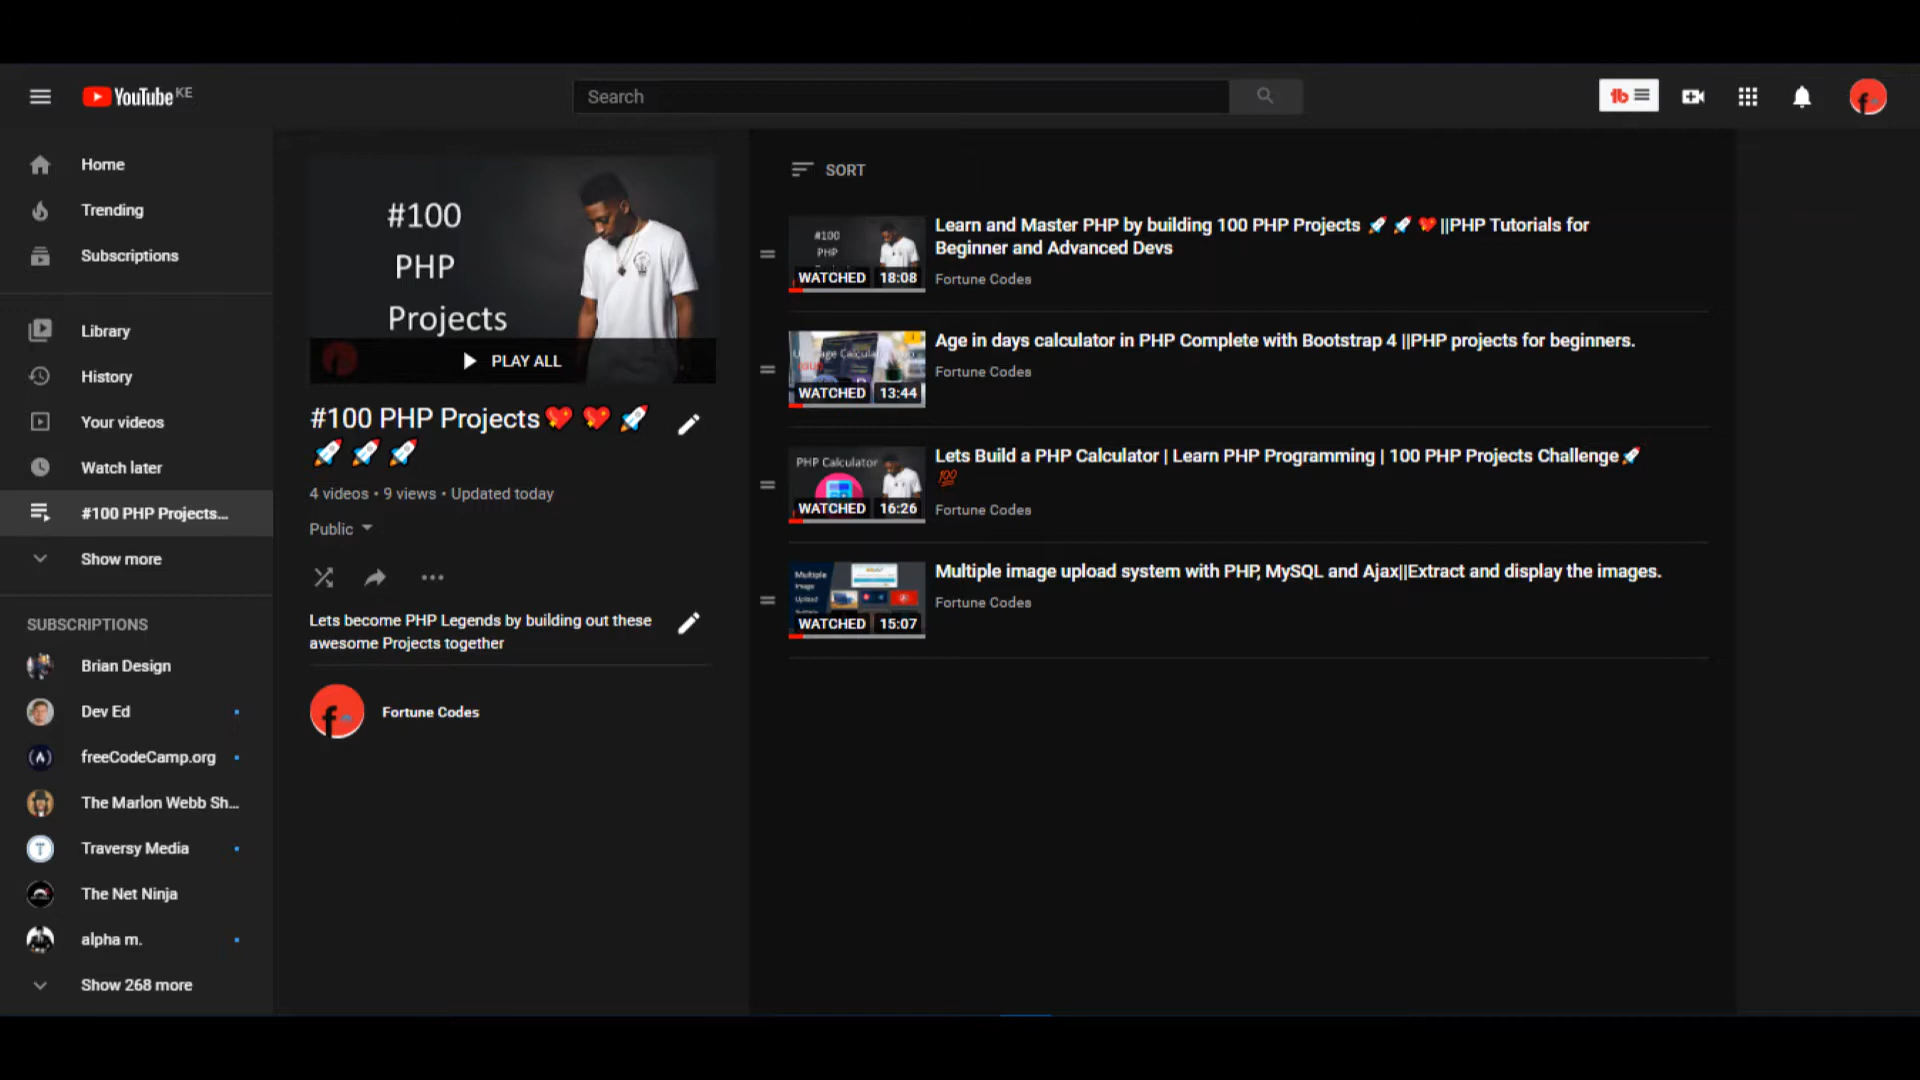 YouTube KE
Search
Home
Trending
Subscriptions
Library
History
Your videos
Watch later
#100 PHP Projects...
Show more
SUBSCRIPTIONS
Brian Design
Dev Ed
freeCodeCamp.org
The Marlon Webb Sh...
Traversy Media
The Net Ninja
alpha m.
Show 268 more
#100
PHP
Projects
PLAY ALL
#100 PHP Projects💖 💖 🚀
🚀 🚀 🚀
4 videos • 9 views • Updated today
Public
Lets become PHP Legends by building out these
awesome Projects together
Fortune Codes
SORT
#100
PHP
WATCHED 18:08
Learn and Master PHP by building 100 PHP Projects 🚀 🚀 💖 ||PHP Tutorials for
Beginner and Advanced Devs
Fortune Codes
WATCHED 13:44
Age in days calculator in PHP Complete with Bootstrap 4 ||PHP projects for beginners.
Fortune Codes
PHP Calculator
WATCHED 16:26
Lets Build a PHP Calculator | Learn PHP Programming | 100 PHP Projects Challenge🚀
💯
Fortune Codes
Multiple
Image
Upload
WATCHED 15:07
Multiple image upload system with PHP, MySQL and Ajax||Extract and display the images.
Fortune Codes